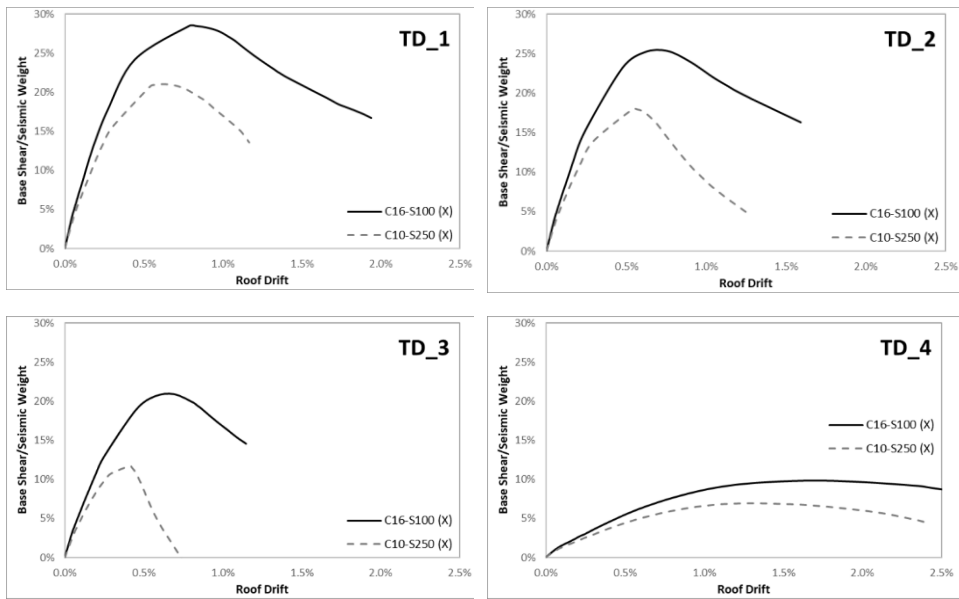 30%
25%
20%
15%
10%
5%
0%
Base Shear/Seismic Weight
TD_1
C16-S100 (X)
C10-S250 (X)
0.0%
0.5%
1.0%
1.5%
2.0%
2.5%
Roof Drift
30%
25%
20%
15%
10%
5%
0%
Base Shear/Seismic Weight
TD_2
C16-S100 (X)
C10-S250 (X)
0.0%
0.5%
1.0%
1.5%
2.0%
2.5%
Roof Drift
30%
25%
20%
15%
10%
5%
0%
Base Shear/Seismic Weight
TD_3
C16-S100 (X)
C10-S250 (X)
0.0%
0.5%
1.0%
1.5%
2.0%
2.5%
Roof Drift
30%
25%
20%
15%
10%
5%
0%
Base Shear/Seismic Weight
TD_4
C16-S100 (X)
C10-S250 (X)
0.0%
0.5%
1.0%
1.5%
2.0%
2.5%
Roof Drift